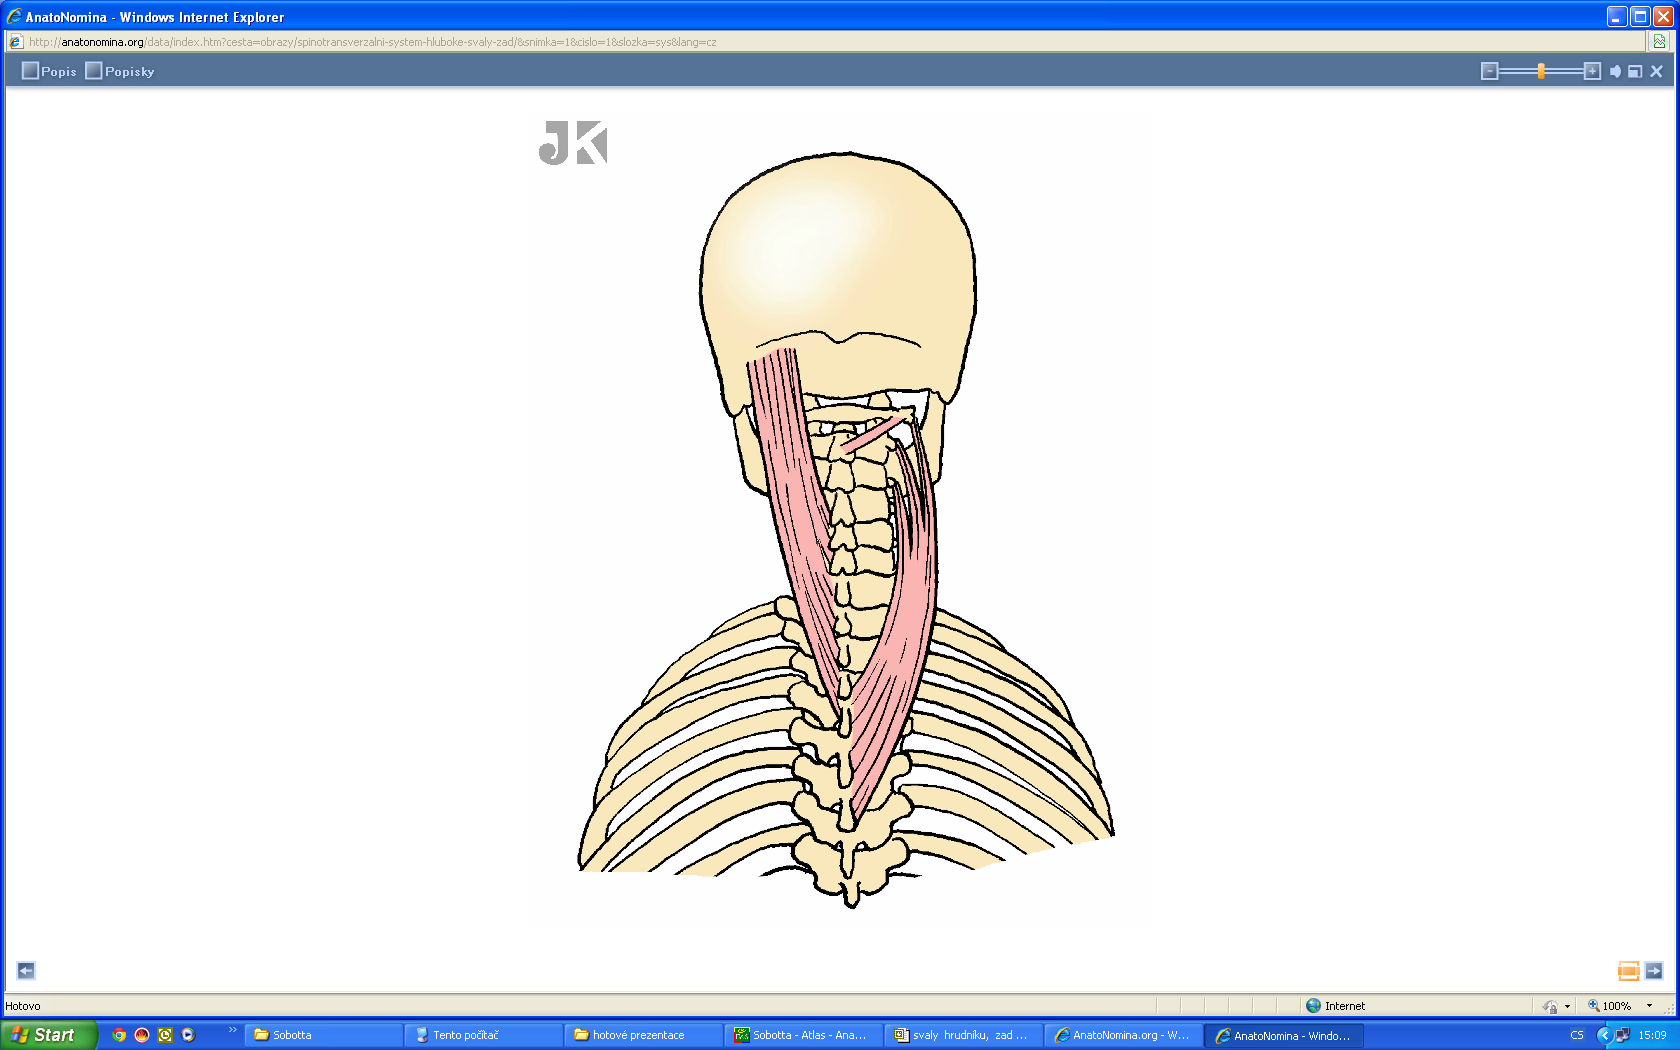 AnatoNomina - Windows Internet Explorer
http://anatonomina.org/data/index.htm?cesta=obrazy/spinotransverzalni-system-hluboke-svaly-zad/&snimka=1&cislo=1&slozka=sys&lang=cz
Popis Popisky
JK
Hotovo Internet 100%
Start Sobotta Tento počítač hotové prezentace Sobotta - Atlas - Ana... svaly hrudníku, zad ... AnatoNomina.org - W... AnatoNomina - Windo... CS 15:09